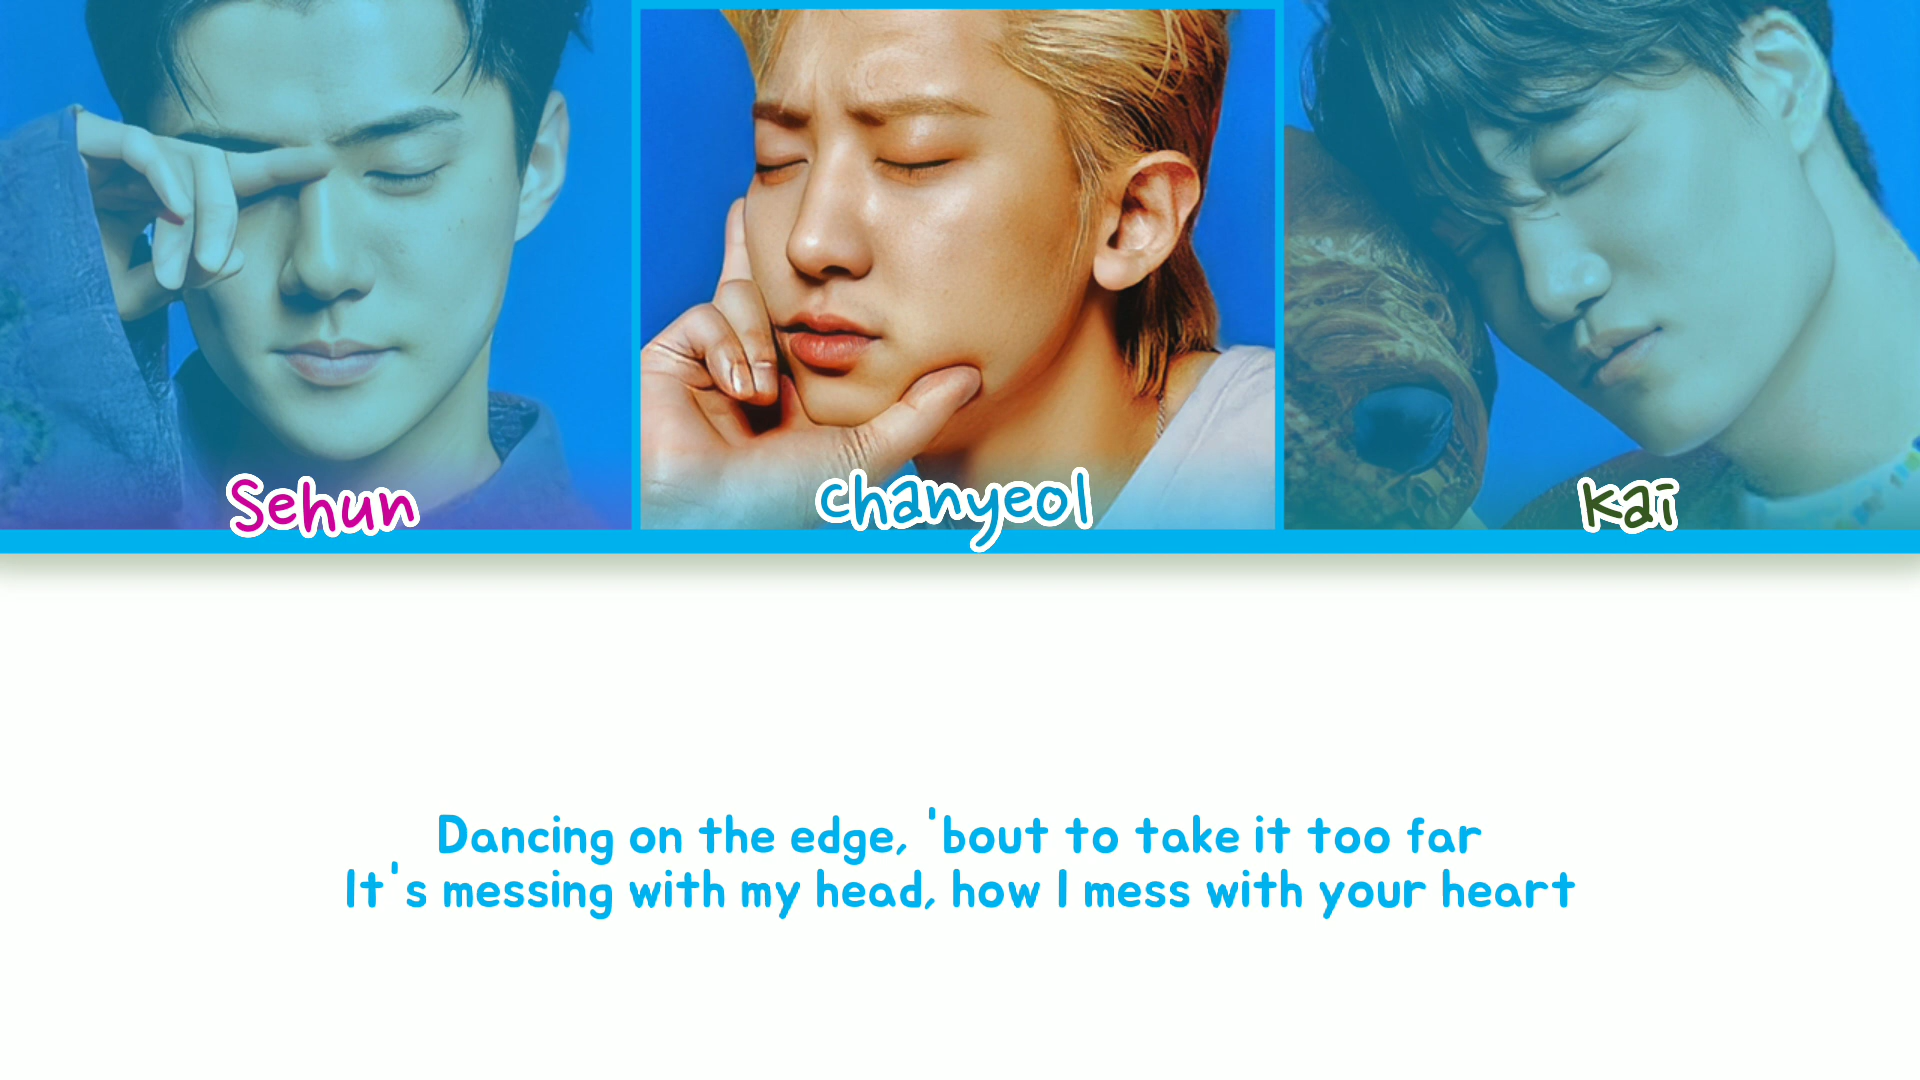 Sehun
chanyeol
kai
Dancing on the edge, 'bout to take it too far
It's messing with my head, how I mess with your heart